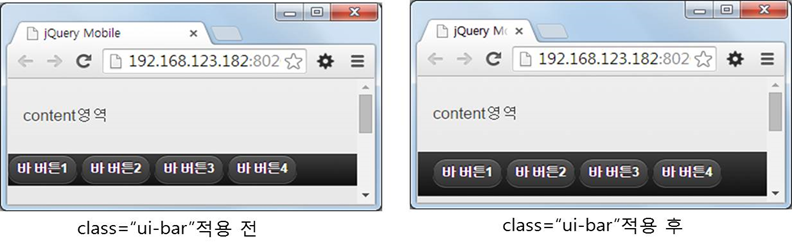 jQuery Mobile
192.168.123.182:802
content영역
바 버튼1 바 버튼2 바 버튼3 바 버튼4
class="ui-bar"적용 전
jQuery Mo
192.168.123.182:802
content영역
바 버튼1 바 버튼2 바 버튼3 바 버튼4
class="ui-bar"적용 후